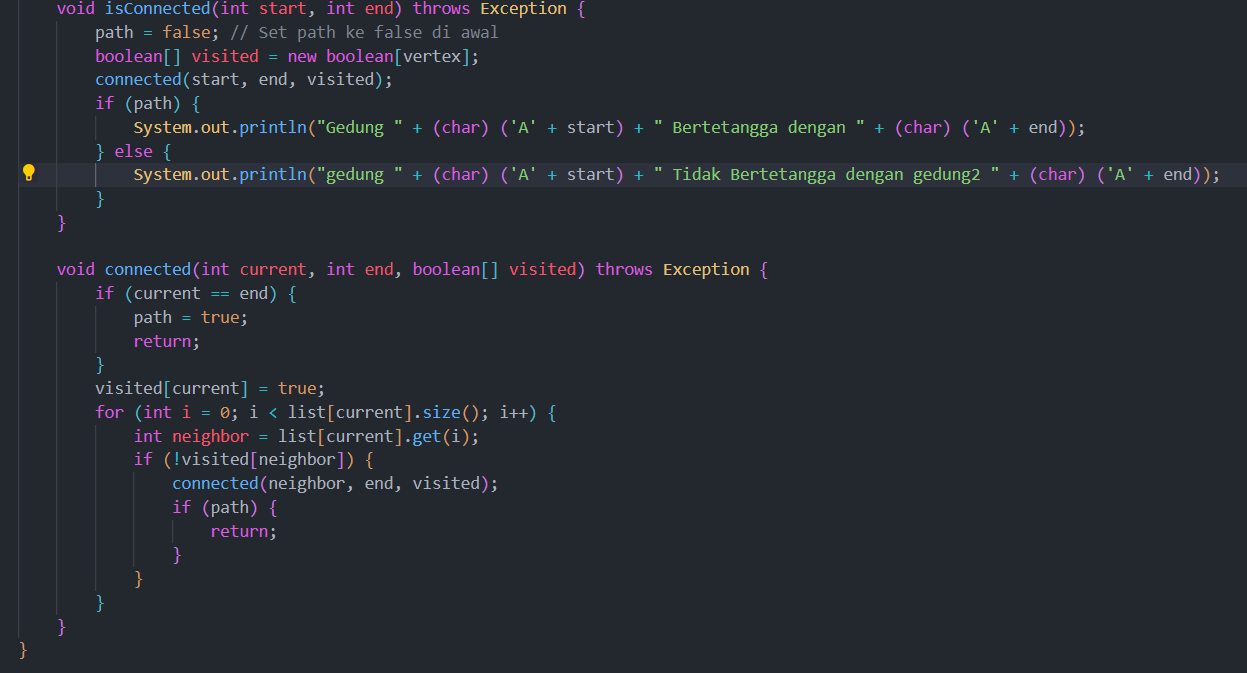 void isConnected(int start, int end) throws Exception {
path = false; // Set path ke false di awal
boolean[] visited = new boolean[vertex];
connected(start, end, visited);
if (path) {
System.out.println("Gedung " + (char) ('A' + start) + " Bertetangga dengan " + (char) ('A' + end));
} else {
System.out.println("gedung " + (char) ('A' + start) + " Tidak Bertetangga dengan gedung2 " + (char) ('A' + end));
}
}
void connected(int current, int end, boolean[] visited) throws Exception {
if (current == end) {
path = true;
return;
}
visited[current] = true;
for (int i = 0; i < list[current].size(); i++) {
int neighbor = list[current].get(i);
if (!visited[neighbor]) {
connected(neighbor, end, visited);
if (path) {
return;
}
}
}
}
}